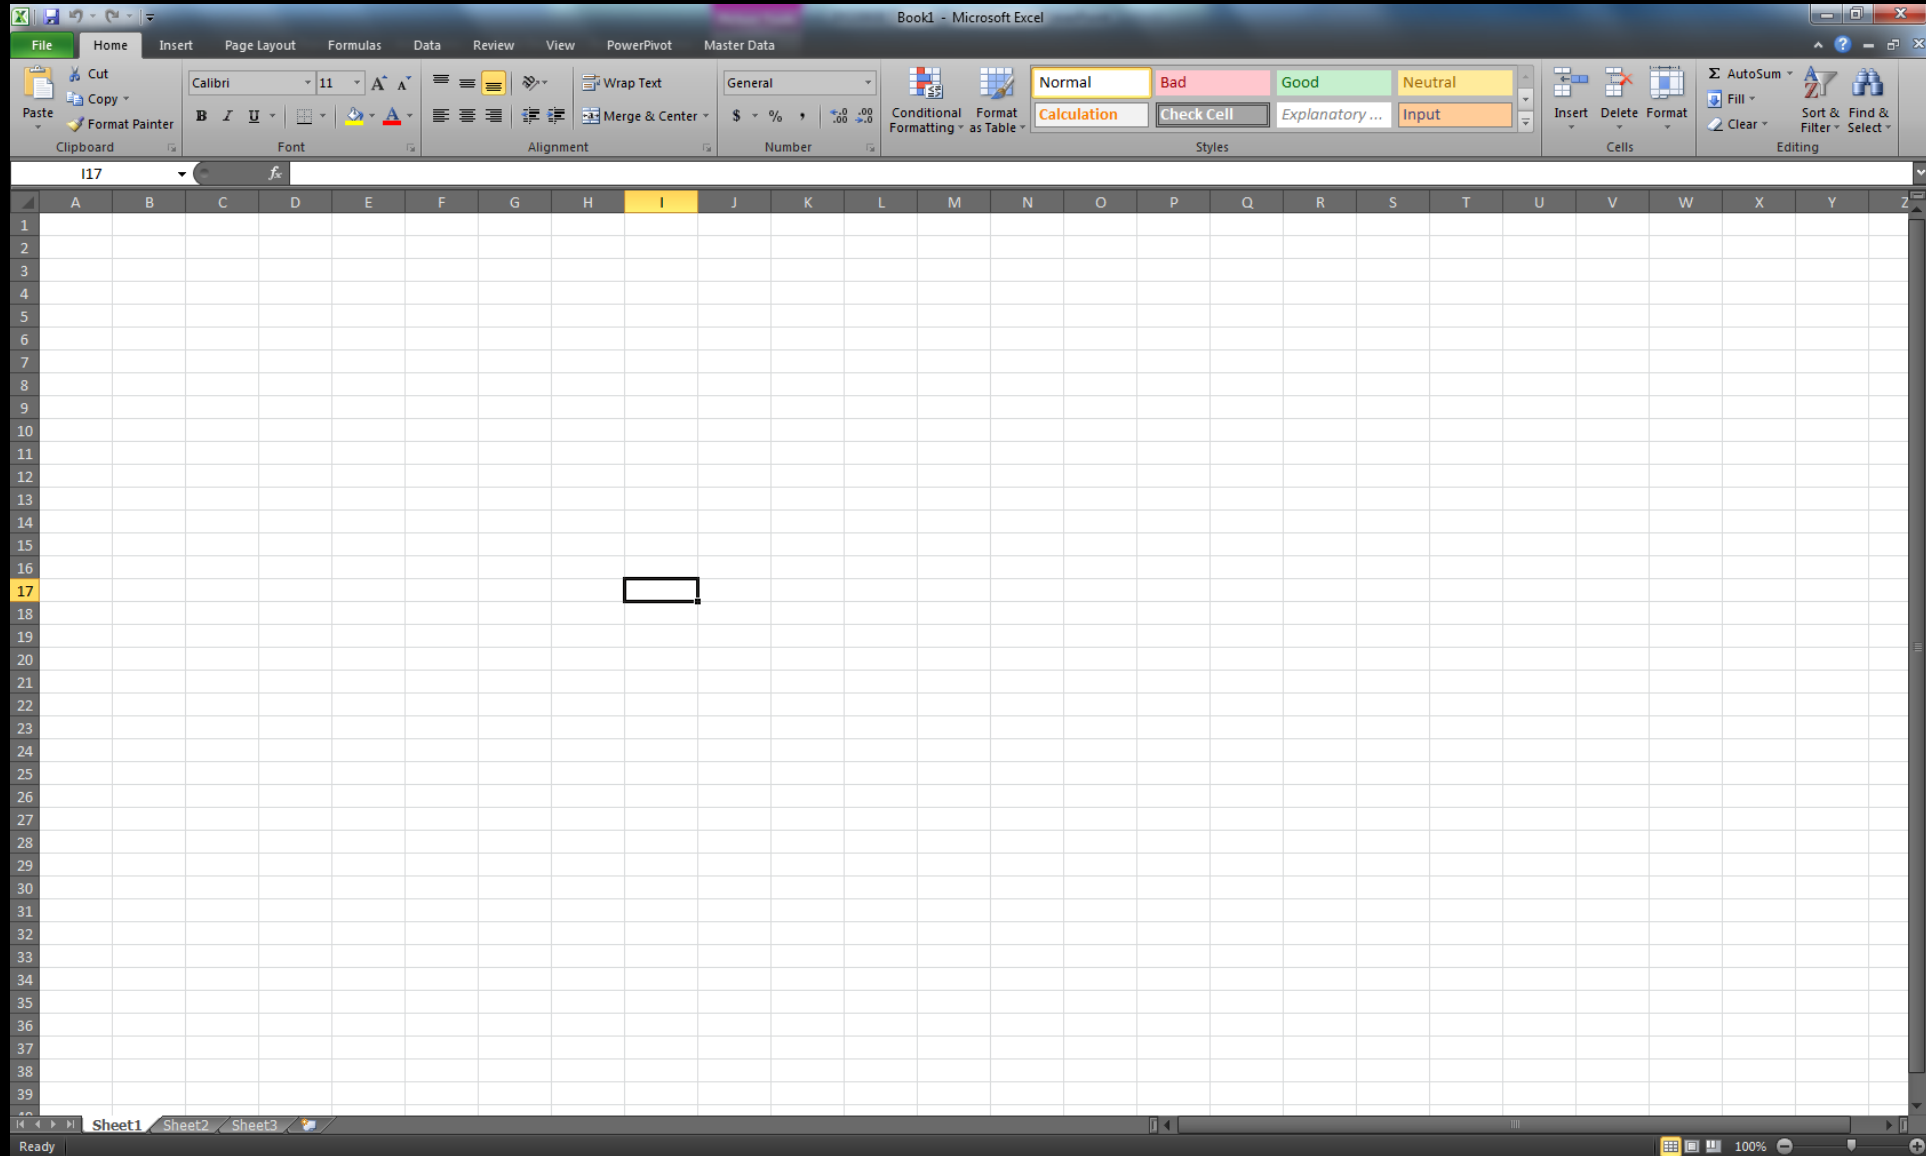 Book1 - Microsoft Excel
File Home Insert Page Layout Formulas Data Review View PowerPivot Master Data
Paste
Cut
Copy
Format Painter
Clipboard
Calibri 11
B I U
Font
Wrap Text
Merge & Center
Alignment
General
$ % ,
Number
Conditional Formatting
Format as Table
Normal Bad Good Neutral
Calculation Check Cell Explanatory ... Input
Styles
Insert Delete Format
Cells
Σ AutoSum
Fill
Clear
Sort & Filter
Find & Select
Editing
I17 fx
A B C D E F G H I J K L M N O P Q R S T U V W X Y Z
1
2
3
4
5
6
7
8
9
10
11
12
13
14
15
16
17
18
19
20
21
22
23
24
25
26
27
28
29
30
31
32
33
34
35
36
37
38
39
Sheet1 Sheet2 Sheet3
Ready 100%